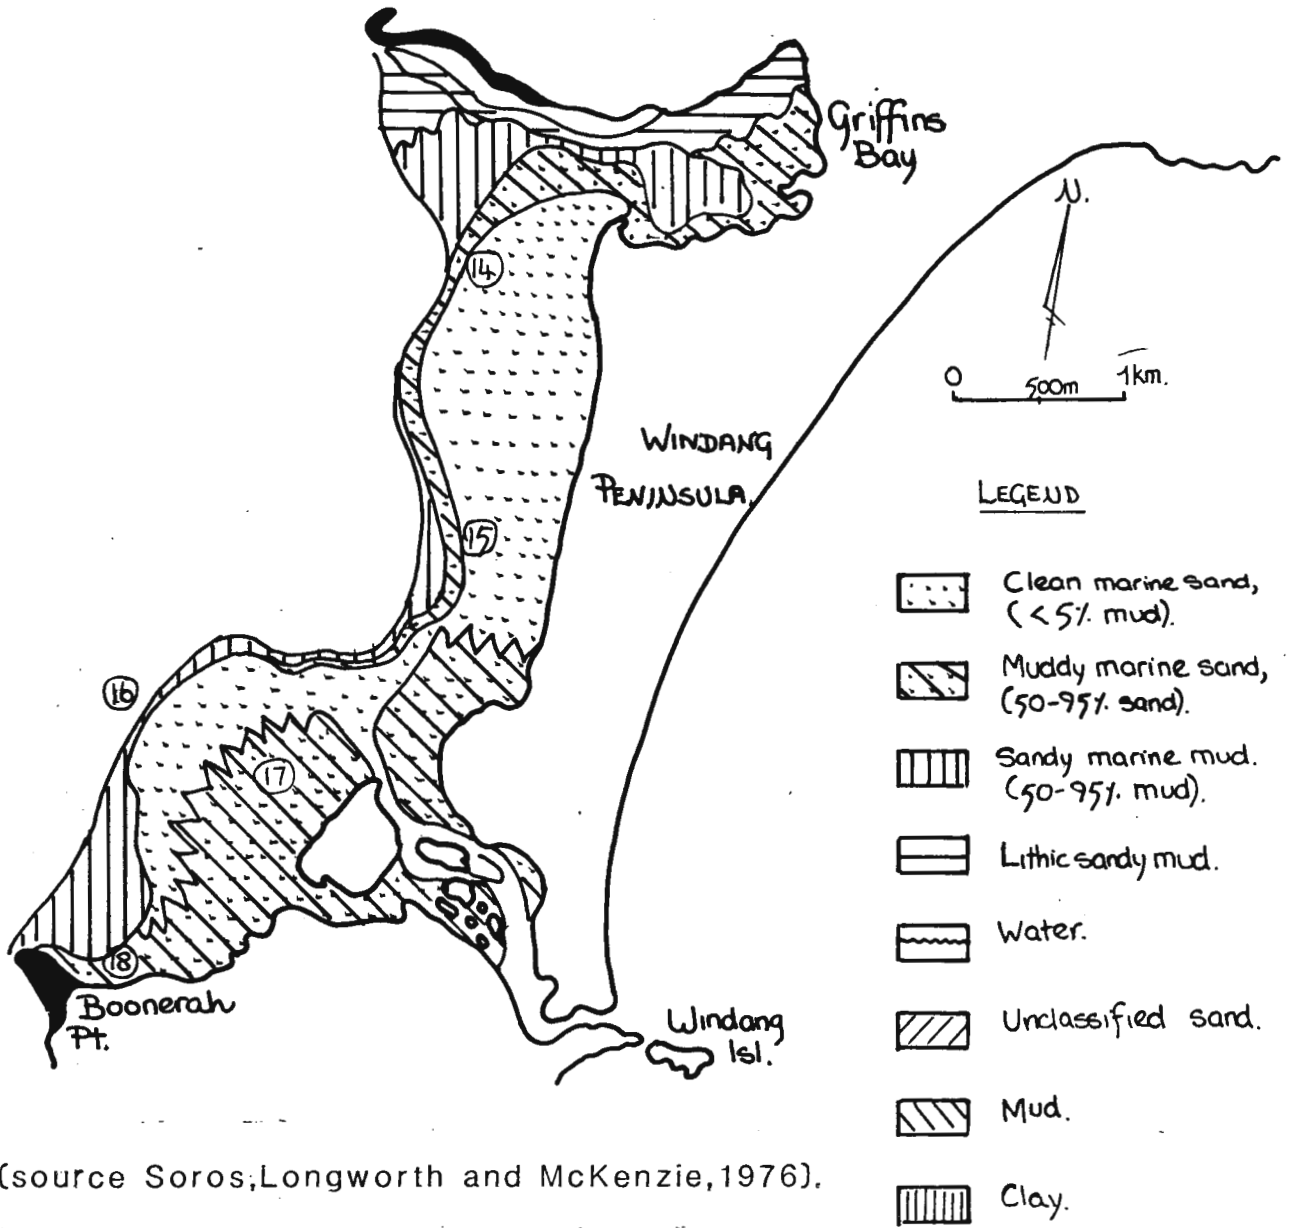 Griffins
Bay
N.
14
0
500m
1km.
WINDANG
PENINSULA.
LEGEND
15
Clean marine sand,
(<5% mud).
Muddy marine sand,
(50-95% sand).
16
Sandy marine mud.
(50-95% mud).
17
Lithic sandy mud.
Water.
18
Boonerah
Pt.
Windang
Isl.
Unclassified sand.
Mud.
(source Soros,Longworth and McKenzie,1976).
Clay.